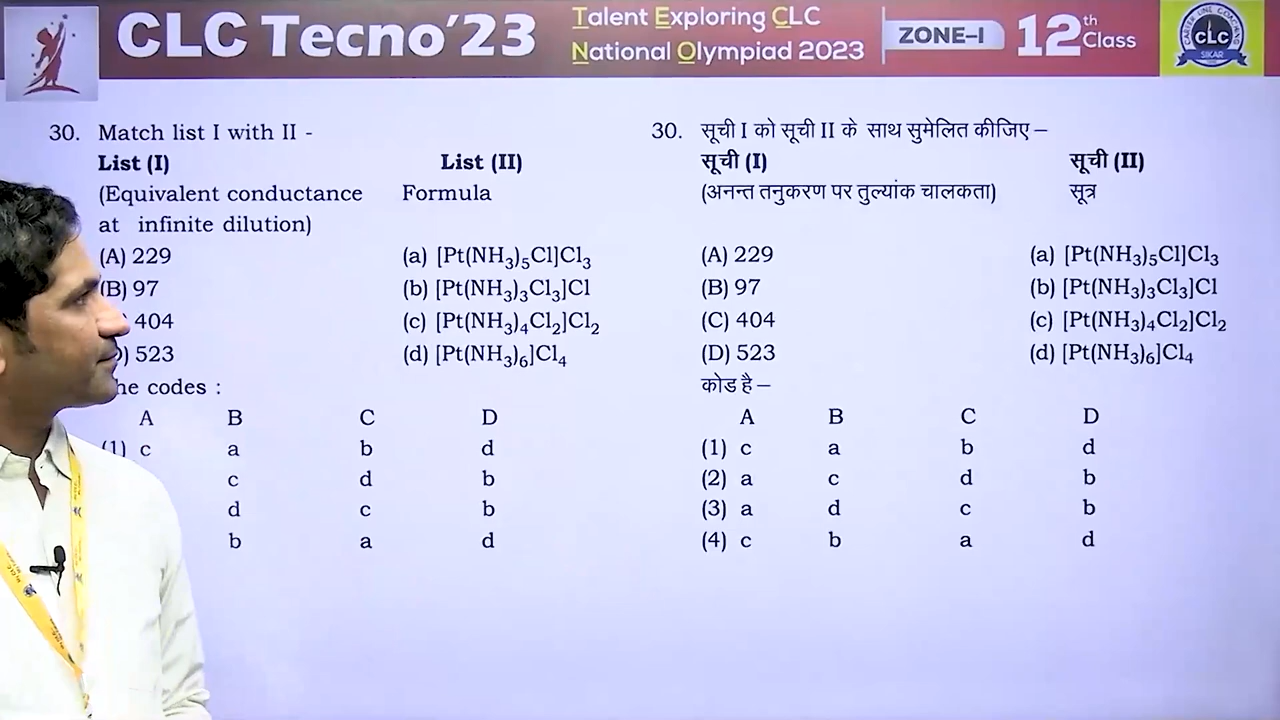 CLC Tecno'23
Talent Exploring CLC
National Olympiad 2023
ZONE–I
12th Class
CLC
SIKAR
30. Match list I with II -
List (I) List (II)
(Equivalent conductance Formula
at infinite dilution)
(A) 229 (a) [Pt(NH₃)₅Cl]Cl₃
(B) 97 (b) [Pt(NH₃)₃Cl₃]Cl
404 (c) [Pt(NH₃)₄Cl₂]Cl₂
) 523 (d) [Pt(NH₃)₆]Cl₄
he codes :
A B C D
(1) c a b d
c d b
d c b
b a d
30. सूची I को सूची II के साथ सुमेलित कीजिए –
सूची (I) सूची (II)
(अनन्त तनुकरण पर तुल्यांक चालकता) सूत्र
(A) 229 (a) [Pt(NH₃)₅Cl]Cl₃
(B) 97 (b) [Pt(NH₃)₃Cl₃]Cl
(C) 404 (c) [Pt(NH₃)₄Cl₂]Cl₂
(D) 523 (d) [Pt(NH₃)₆]Cl₄
कोड है –
A B C D
(1) c a b d
(2) a c d b
(3) a d c b
(4) c b a d